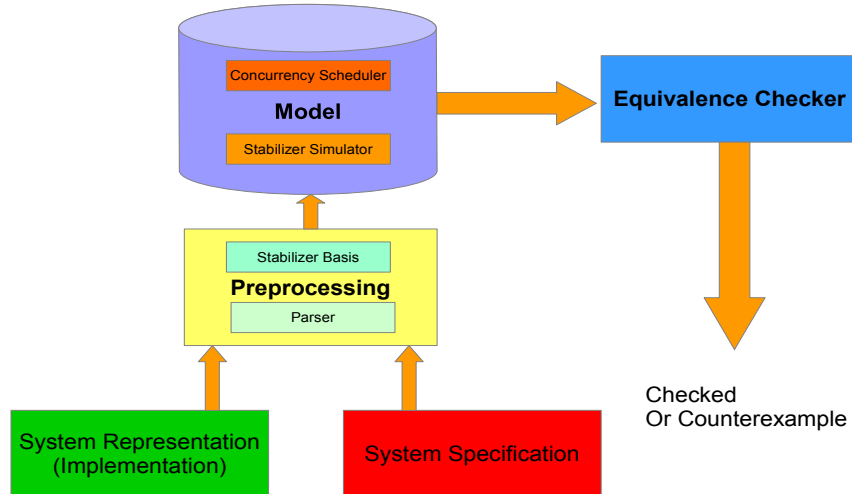 Concurrency Scheduler
Model
Stabilizer Simulator
Equivalence Checker
Stabilizer Basis
Preprocessing
Parser
Checked
Or Counterexample
System Representation
(Implementation)
System Specification